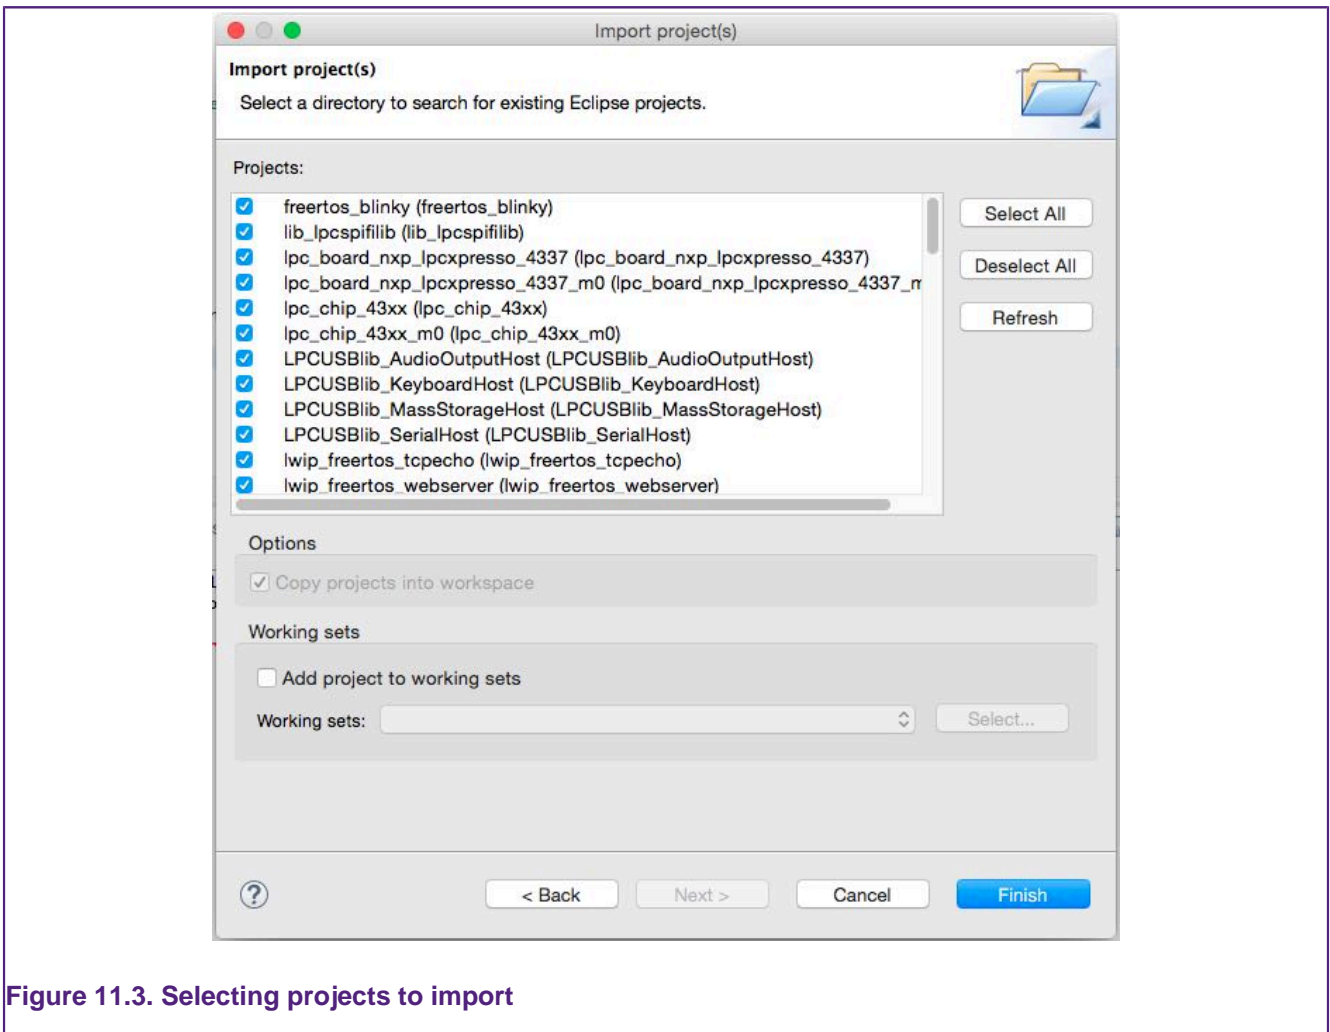 Import project(s)
Import project(s)
Select a directory to search for existing Eclipse projects.
Projects:
freertos_blinky (freertos_blinky)
lib_lpcspifilib (lib_lpcspifilib)
lpc_board_nxp_lpcxpresso_4337 (lpc_board_nxp_lpcxpresso_4337)
lpc_board_nxp_lpcxpresso_4337_m0 (lpc_board_nxp_lpcxpresso_4337_m
lpc_chip_43xx (lpc_chip_43xx)
lpc_chip_43xx_m0 (lpc_chip_43xx_m0)
LPCUSBlib_AudioOutputHost (LPCUSBlib_AudioOutputHost)
LPCUSBlib_KeyboardHost (LPCUSBlib_KeyboardHost)
LPCUSBlib_MassStorageHost (LPCUSBlib_MassStorageHost)
LPCUSBlib_SerialHost (LPCUSBlib_SerialHost)
lwip_freertos_tcpecho (lwip_freertos_tcpecho)
lwip_freertos_webserver (lwip_freertos_webserver)
Select All
Deselect All
Refresh
Options
Copy projects into workspace
Working sets
Add project to working sets
Working sets:
Select...
?
< Back
Next >
Cancel
Finish
Figure 11.3. Selecting projects to import